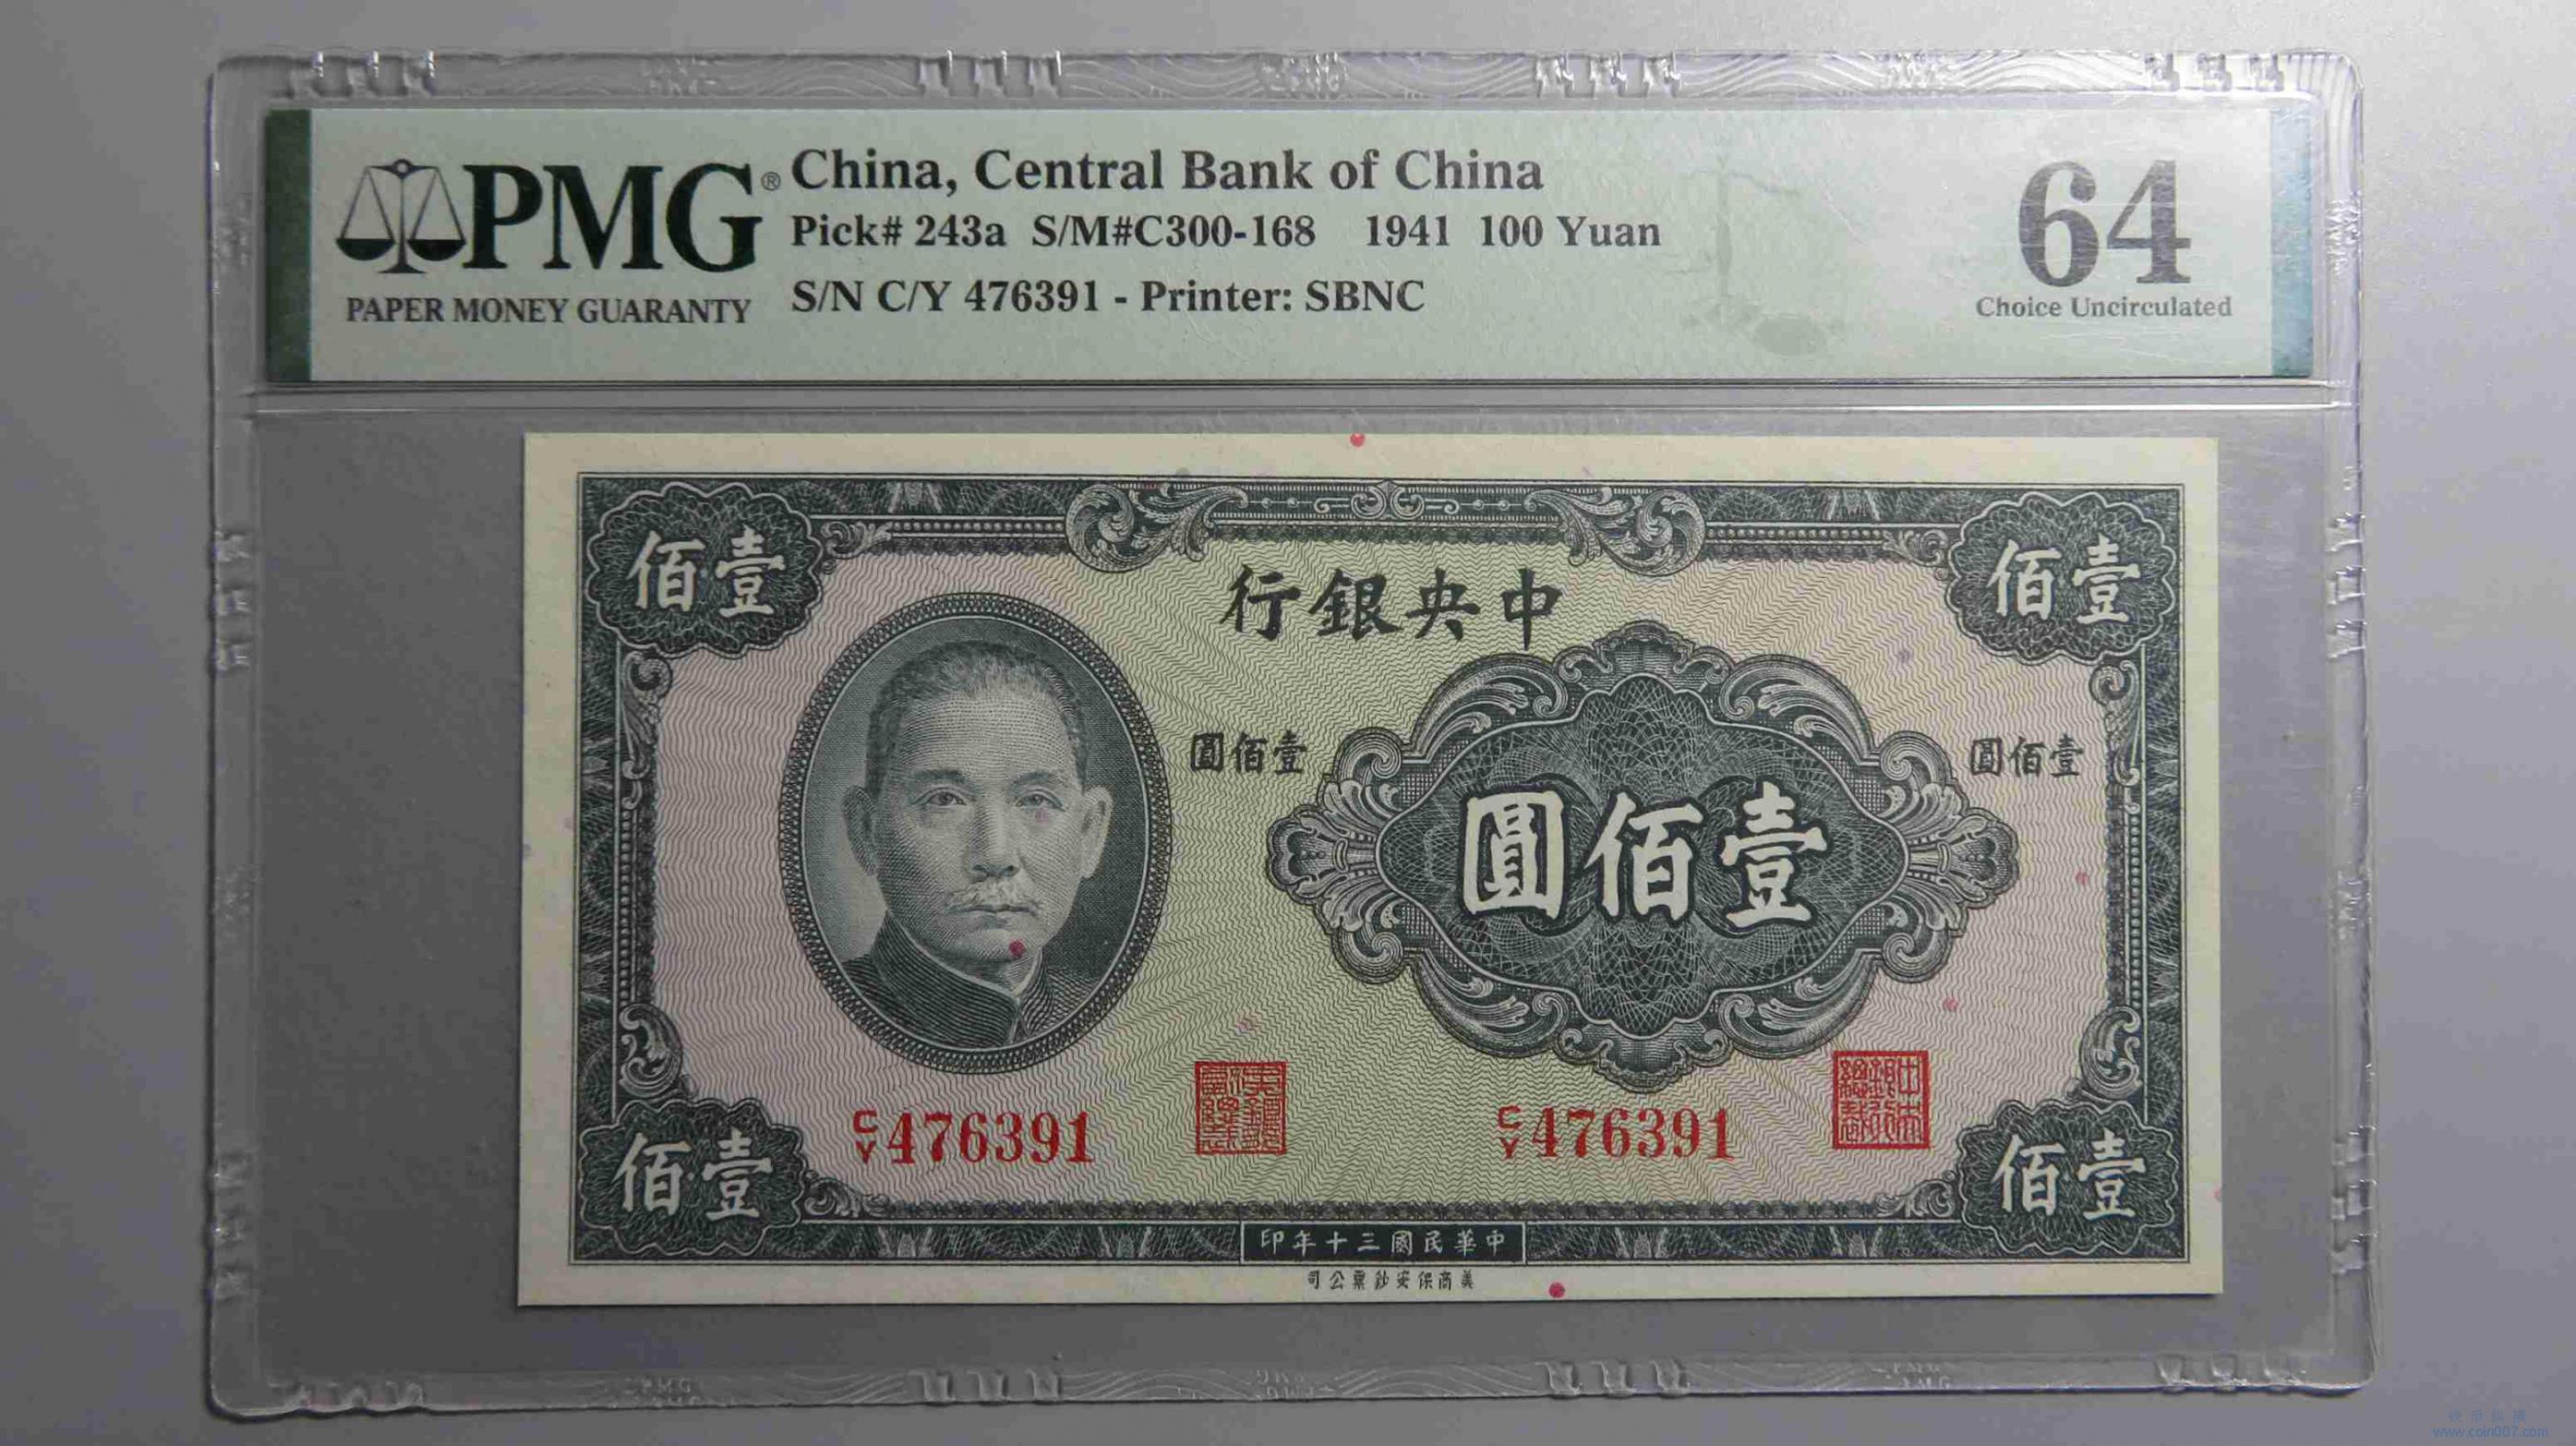 PMG®
PAPER MONEY GUARANTY
China, Central Bank of China
Pick# 243a S/M#C300-168 1941 100 Yuan
S/N C/Y 476391 - Printer: SBNC
64
Choice Uncirculated
壹佰
壹佰
中央銀行
壹佰圓
壹佰圓
壹佰圓
C/Y 476391
C/Y 476391
壹佰
壹佰
中華民國三十年印
美商保安鈔票公司
www.coin007.com